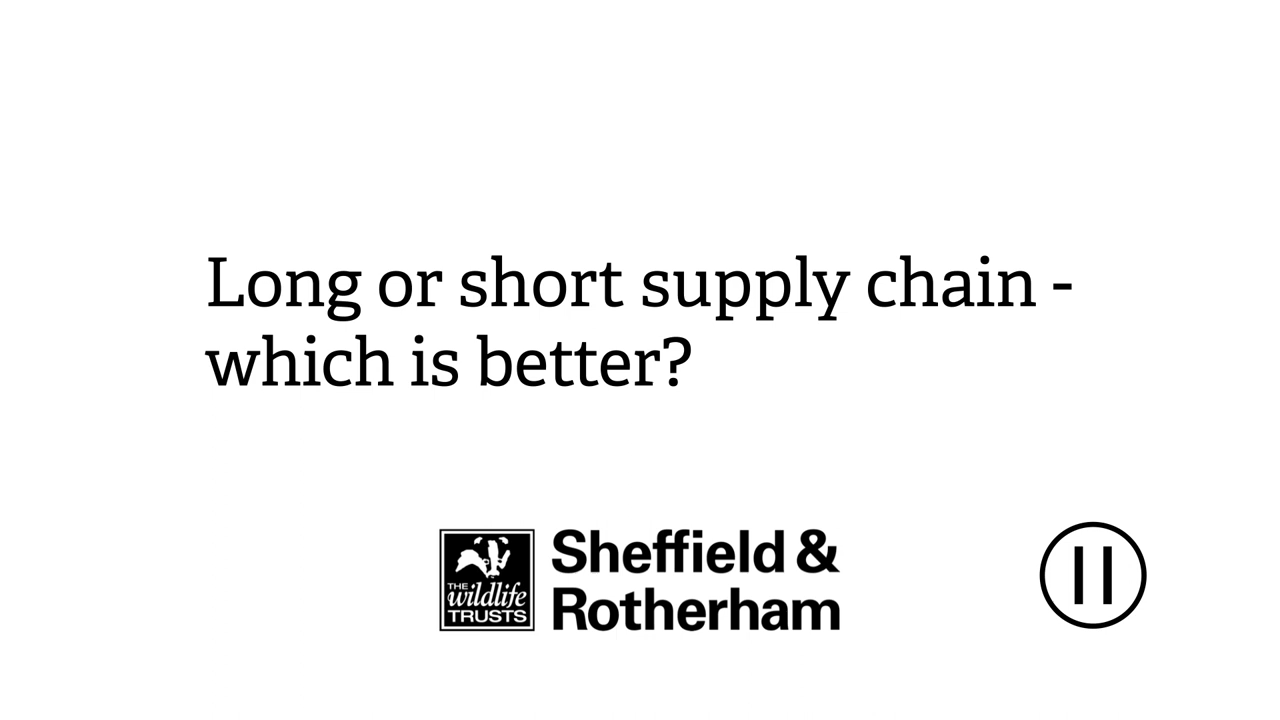 Long or short supply chain -
which is better?
THE
wildlife
TRUSTS
Sheffield &
Rotherham